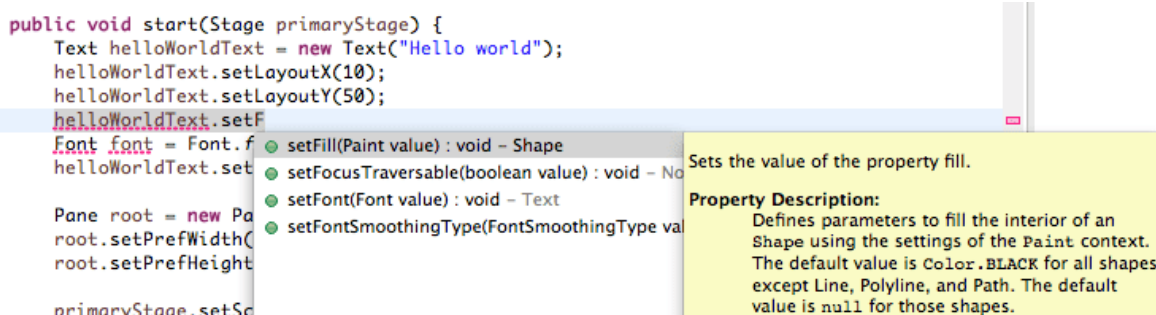 public void start(Stage primaryStage) {
Text helloWorldText = new Text("Hello world");
helloWorldText.setLayoutX(10);
helloWorldText.setLayoutY(50);
helloWorldText.setF
Font font = Font.f
helloWorldText.set
Pane root = new Pa
root.setPrefWidth(
root.setPrefHeight
primaryStage.setSc
setFill(Paint value) : void – Shape
setFocusTraversable(boolean value) : void – No
setFont(Font value) : void – Text
setFontSmoothingType(FontSmoothingType val
Sets the value of the property fill.
Property Description:
Defines parameters to fill the interior of an
Shape using the settings of the Paint context.
The default value is Color.BLACK for all shapes
except Line, Polyline, and Path. The default
value is null for those shapes.